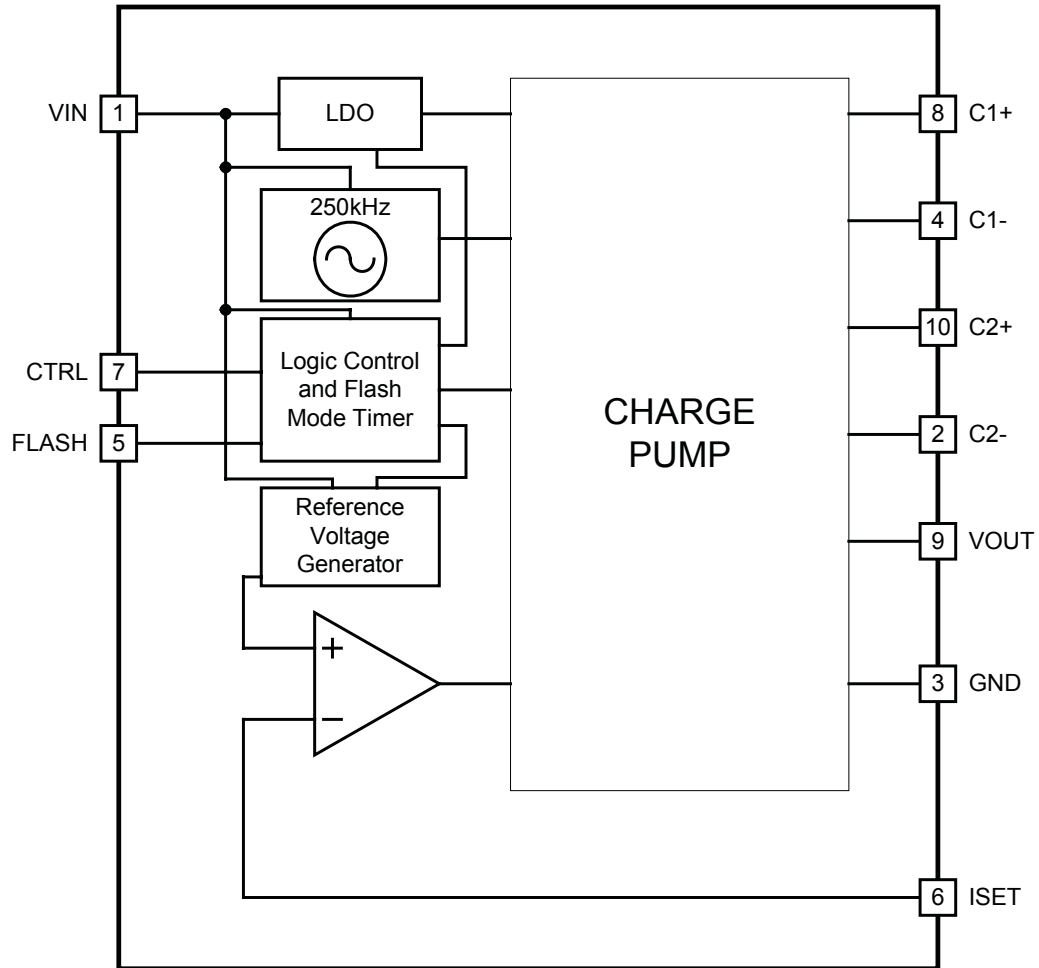 VIN 1
LDO
8 C1+
250kHz
4 C1-
10 C2+
CTRL 7
FLASH 5
Logic Control
and Flash
Mode Timer
CHARGE
PUMP
2 C2-
Reference
Voltage
Generator
9 VOUT
+
−
3 GND
6 ISET